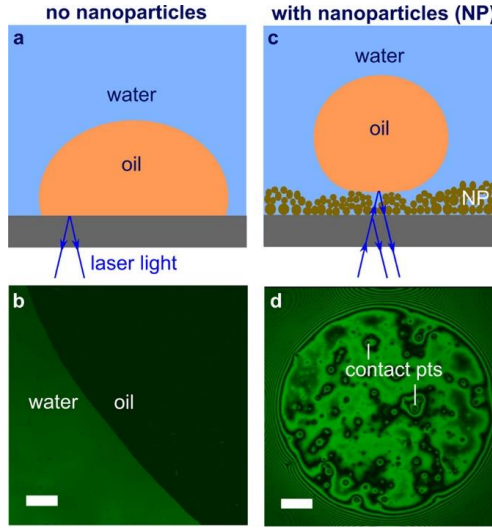 no nanoparticles
with nanoparticles (NP)
a
water
oil
laser light
c
water
oil
NP
b
water
oil
d
contact pts